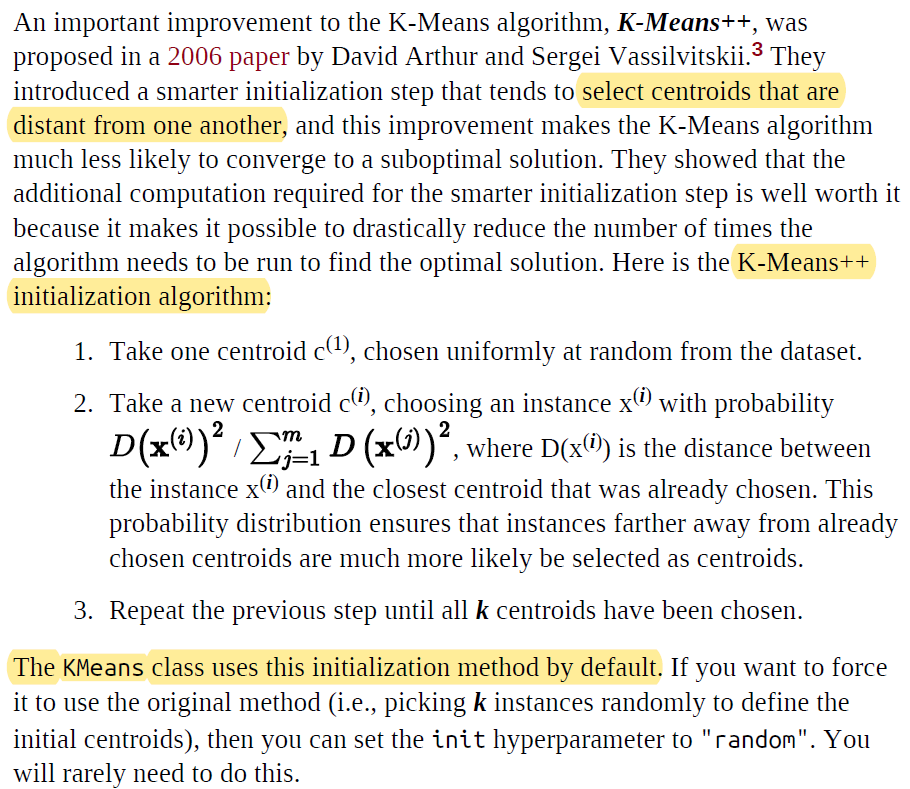 An important improvement to the K-Means algorithm, K-Means++, was
proposed in a 2006 paper by David Arthur and Sergei Vassilvitskii.3 They
introduced a smarter initialization step that tends to select centroids that are
distant from one another, and this improvement makes the K-Means algorithm
much less likely to converge to a suboptimal solution. They showed that the
additional computation required for the smarter initialization step is well worth it
because it makes it possible to drastically reduce the number of times the
algorithm needs to be run to find the optimal solution. Here is the K-Means++
initialization algorithm:
1. Take one centroid c⁽¹⁾, chosen uniformly at random from the dataset.
2. Take a new centroid c⁽ⁱ⁾, choosing an instance x⁽ⁱ⁾ with probability
D(x⁽ⁱ⁾)² / ∑ᵐⱼ₌₁ D (x⁽ʲ⁾)², where D(x⁽ⁱ⁾) is the distance between
the instance x⁽ⁱ⁾ and the closest centroid that was already chosen. This
probability distribution ensures that instances farther away from already
chosen centroids are much more likely be selected as centroids.
3. Repeat the previous step until all k centroids have been chosen.
The KMeans class uses this initialization method by default. If you want to force
it to use the original method (i.e., picking k instances randomly to define the
initial centroids), then you can set the init hyperparameter to "random". You
will rarely need to do this.